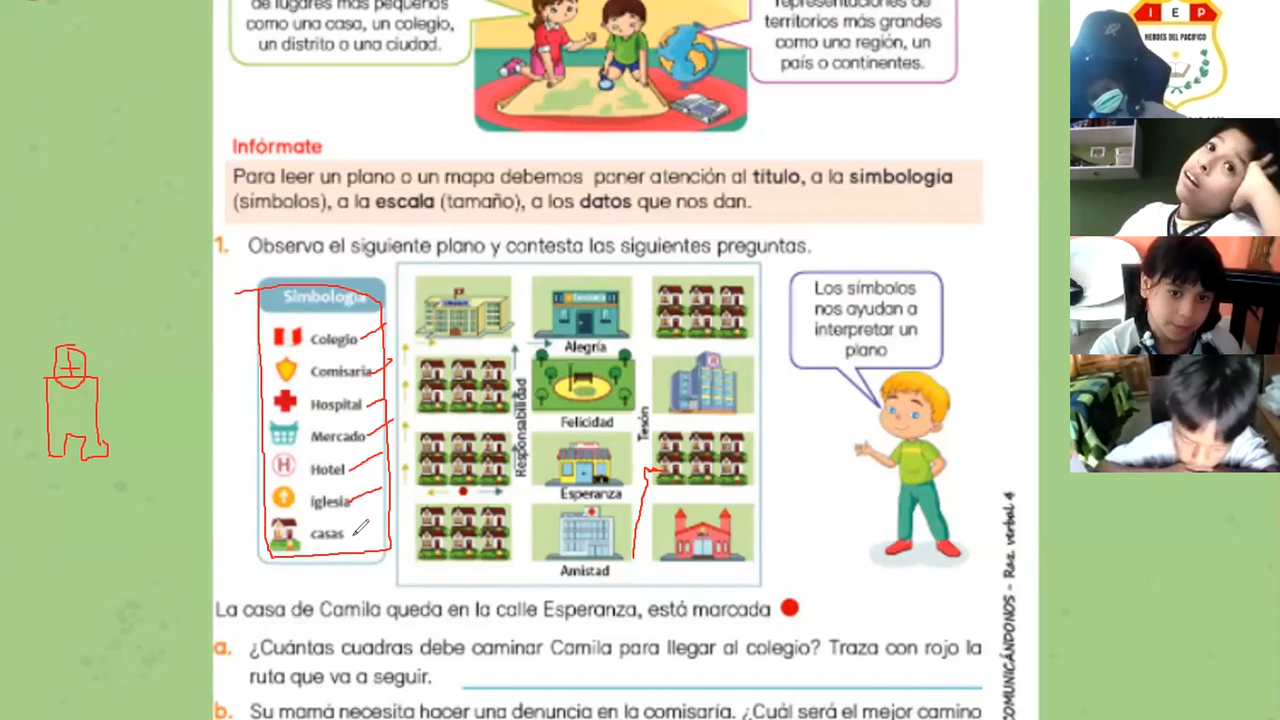 de lugares más pequeños
como una casa, un colegio,
un distrito o una ciudad.
representaciones de
territorios más grandes
como una región, un
país o continentes.
I E P
HEROES DEL PACIFICO
Infórmate
Para leer un plano o un mapa debemos poner atención al título, a la simbología
(símbolos), a la escala (tamaño), a los datos que nos dan.
1. Observa el siguiente plano y contesta las siguientes preguntas.
Simbología
Colegio
Comisaria
Hospital
Mercado
Hotel
iglesia
casas
Alegría
Responsabilidad
Felicidad
Tesón
Esperanza
Amistad
H
Los símbolos
nos ayudan a
interpretar un
plano
La casa de Camila queda en la calle Esperanza, está marcada
a. ¿Cuántas cuadras debe caminar Camila para llegar al colegio? Traza con rojo la
ruta que va a seguir.
b. Su mamá necesita hacer una denuncia en la comisaría. ¿Cuál será el mejor camino
COMUNICÁNDONOS - Raz. verbal 4